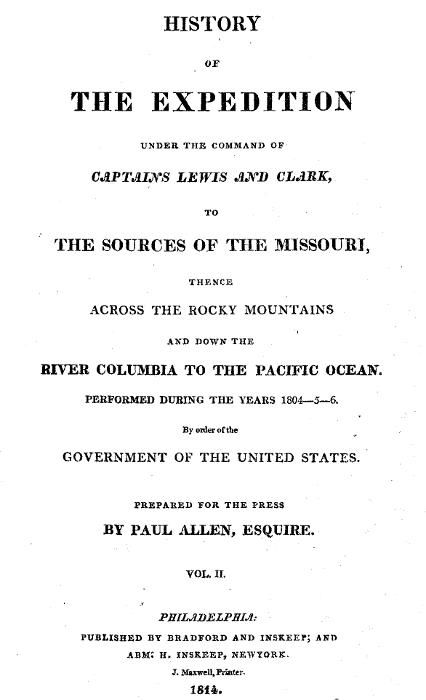 HISTORY
OF
THE EXPEDITION
UNDER THE COMMAND OF
CAPTAINS LEWIS AND CLARK,
TO
THE SOURCES OF THE MISSOURI,
THENCE
ACROSS THE ROCKY MOUNTAINS
AND DOWN THE
RIVER COLUMBIA TO THE PACIFIC OCEAN.
PERFORMED DURING THE YEARS 1804—5—6.
By order of the
GOVERNMENT OF THE UNITED STATES.
PREPARED FOR THE PRESS
BY PAUL ALLEN, ESQUIRE.
VOL. II.
PHILADELPHIA:
PUBLISHED BY BRADFORD AND INSKEEP; AND
ABM: H. INSKEEP, NEWYORK.
J. Maxwell, Printer.
1814.